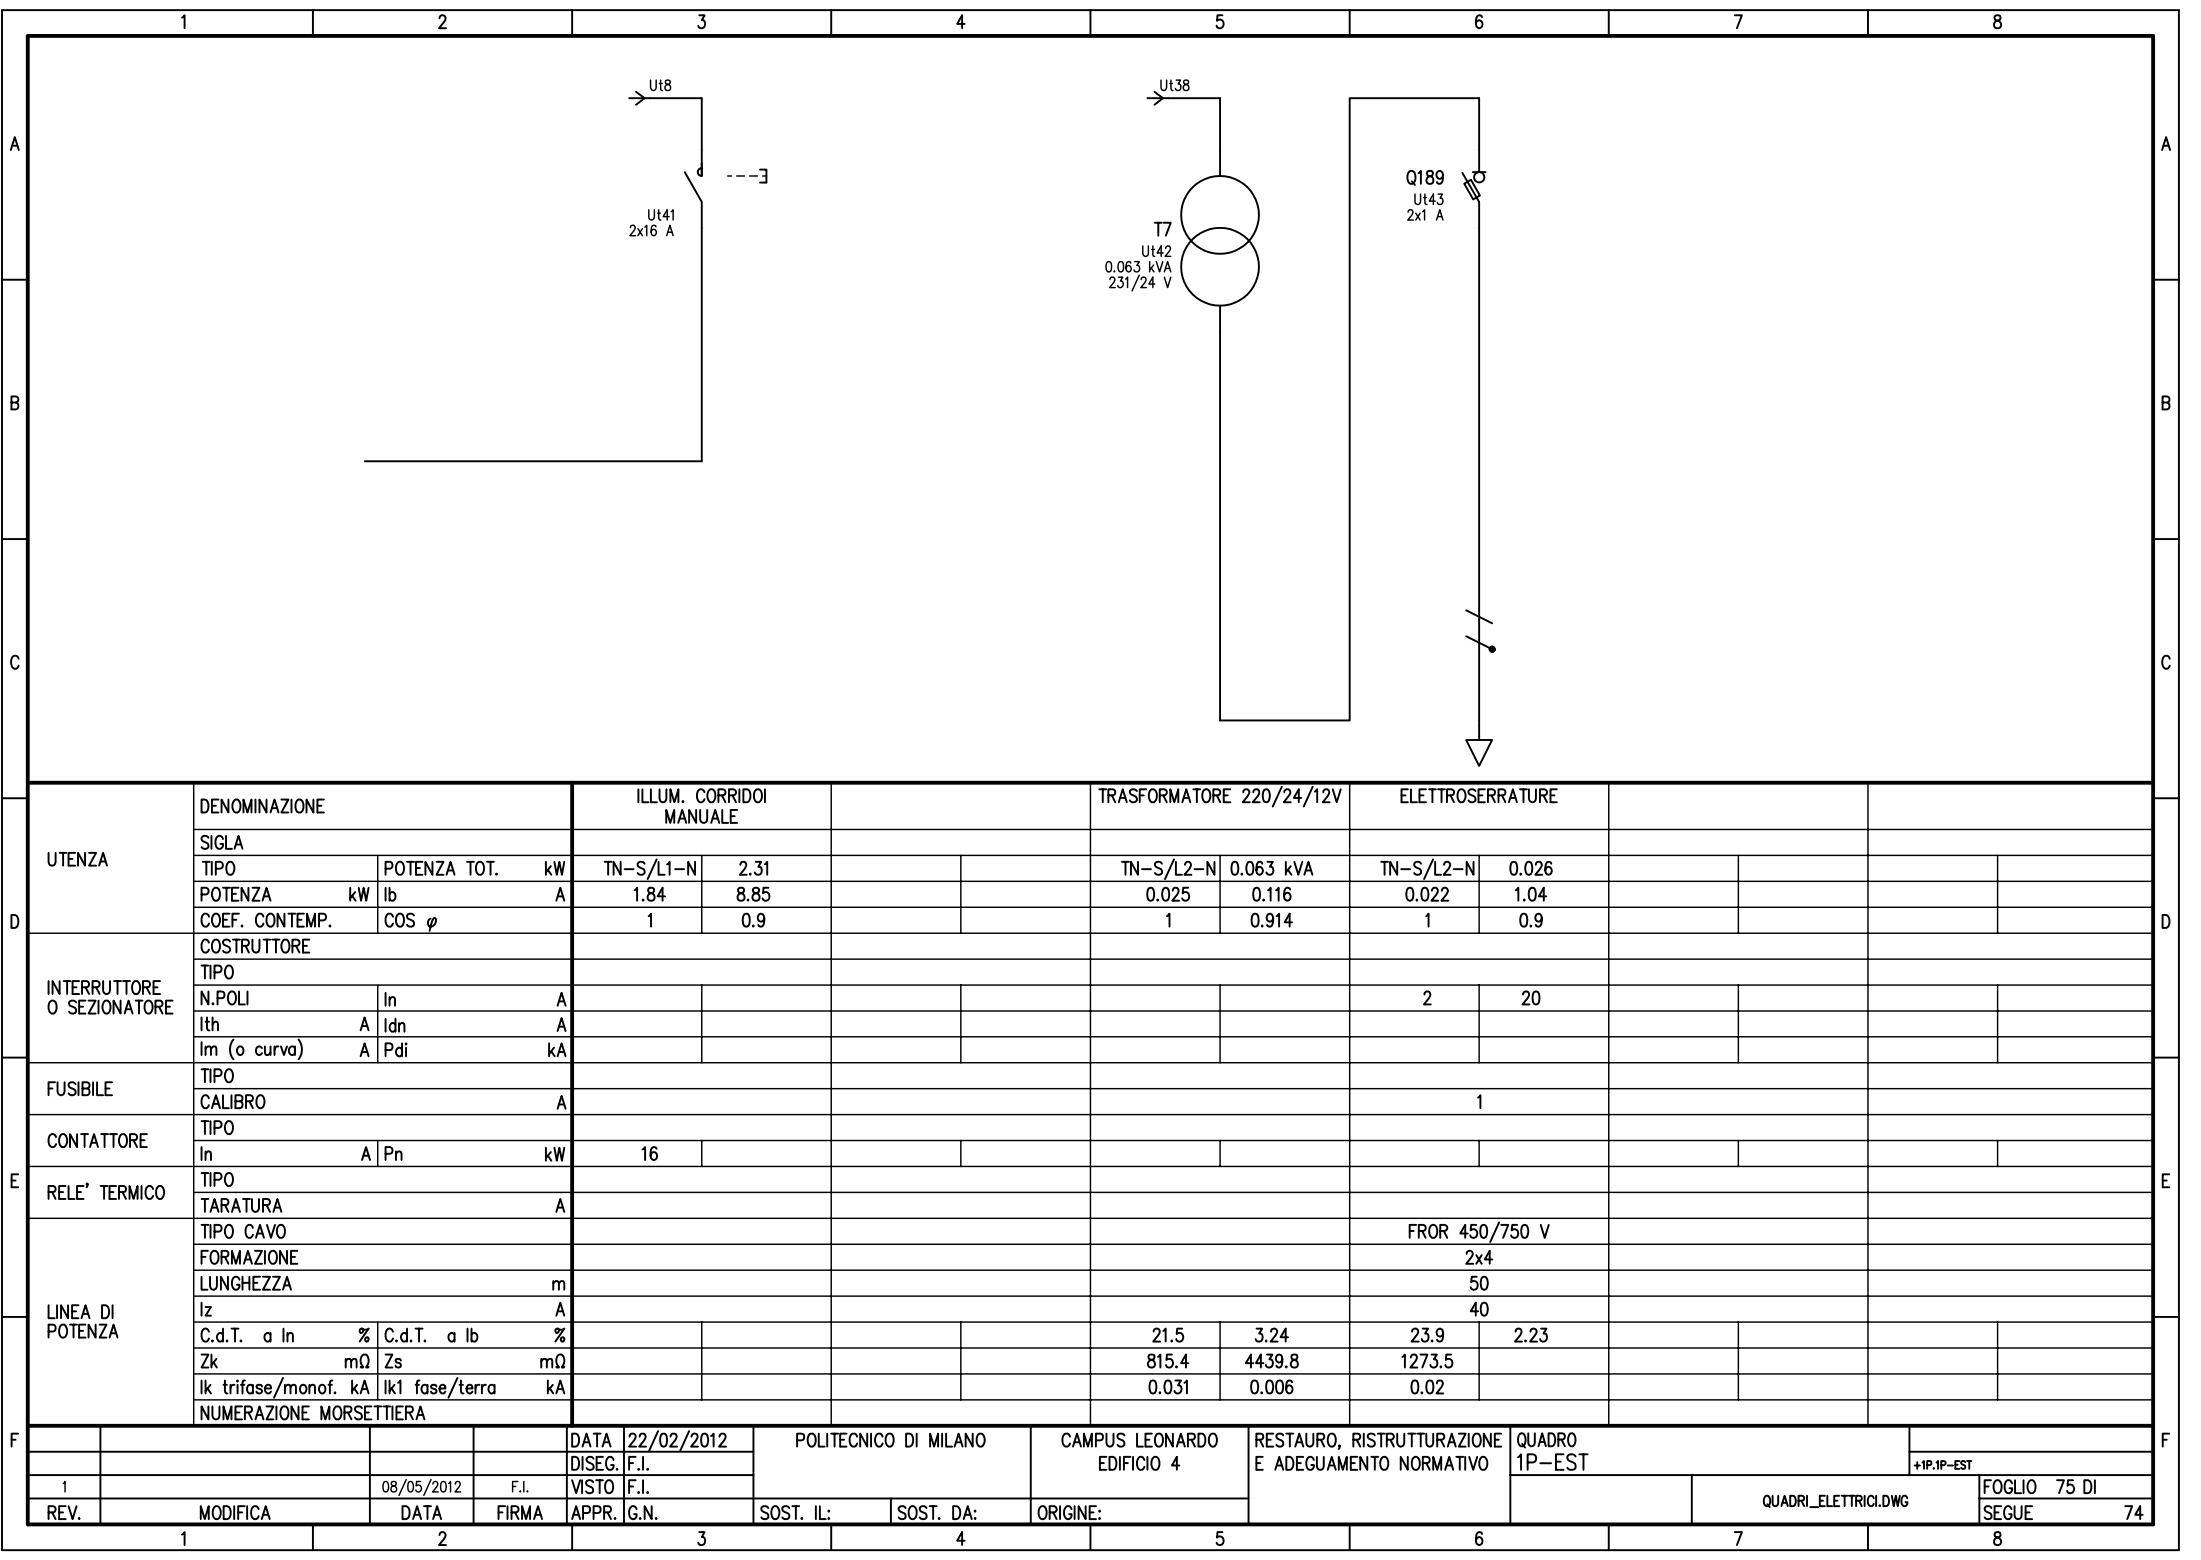 1 2 3 4 5 6 7 8
Ut8
Ut38
A A
Q189
Ut43
2x1 A
Ut41
2x16 A
T7
Ut42
0.063 kVA
231/24 V
B B
C C
UTENZA
DENOMINAZIONE ILLUM. CORRIDOI MANUALE TRASFORMATORE 220/24/12V ELETTROSERRATURE
SIGLA
TIPO POTENZA TOT. kW TN-S/L1-N 2.31 TN-S/L2-N 0.063 kVA TN-S/L2-N 0.026
POTENZA kW Ib A 1.84 8.85 0.025 0.116 0.022 1.04
D COEF. CONTEMP. COS φ 1 0.9 1 0.914 1 0.9 D
INTERRUTTORE
O SEZIONATORE
COSTRUTTORE
TIPO
N.POLI In A 2 20
Ith A Idn A
Im (o curva) A Pdi kA
FUSIBILE
TIPO
CALIBRO A 1
CONTATTORE
TIPO
In A Pn kW 16
E RELE' TERMICO E
TIPO
TARATURA A
LINEA DI
POTENZA
TIPO CAVO FROR 450/750 V
FORMAZIONE 2x4
LUNGHEZZA m 50
Iz A 40
C.d.T. a In % C.d.T. a Ib % 21.5 3.24 23.9 2.23
Zk mΩ Zs mΩ 815.4 4439.8 1273.5
Ik trifase/monof. kA Ik1 fase/terra kA 0.031 0.006 0.02
NUMERAZIONE MORSETTIERA
F F
DATA 22/02/2012 POLITECNICO DI MILANO CAMPUS LEONARDO RESTAURO, RISTRUTTURAZIONE QUADRO
DISEG. F.I. EDIFICIO 4 E ADEGUAMENTO NORMATIVO 1P-EST +1P.1P-EST
1 08/05/2012 F.I. VISTO F.I. QUADRI_ELETTRICI.DWG FOGLIO 75 DI
REV. MODIFICA DATA FIRMA APPR. G.N. SOST. IL: SOST. DA: ORIGINE: SEGUE 74
1 2 3 4 5 6 7 8